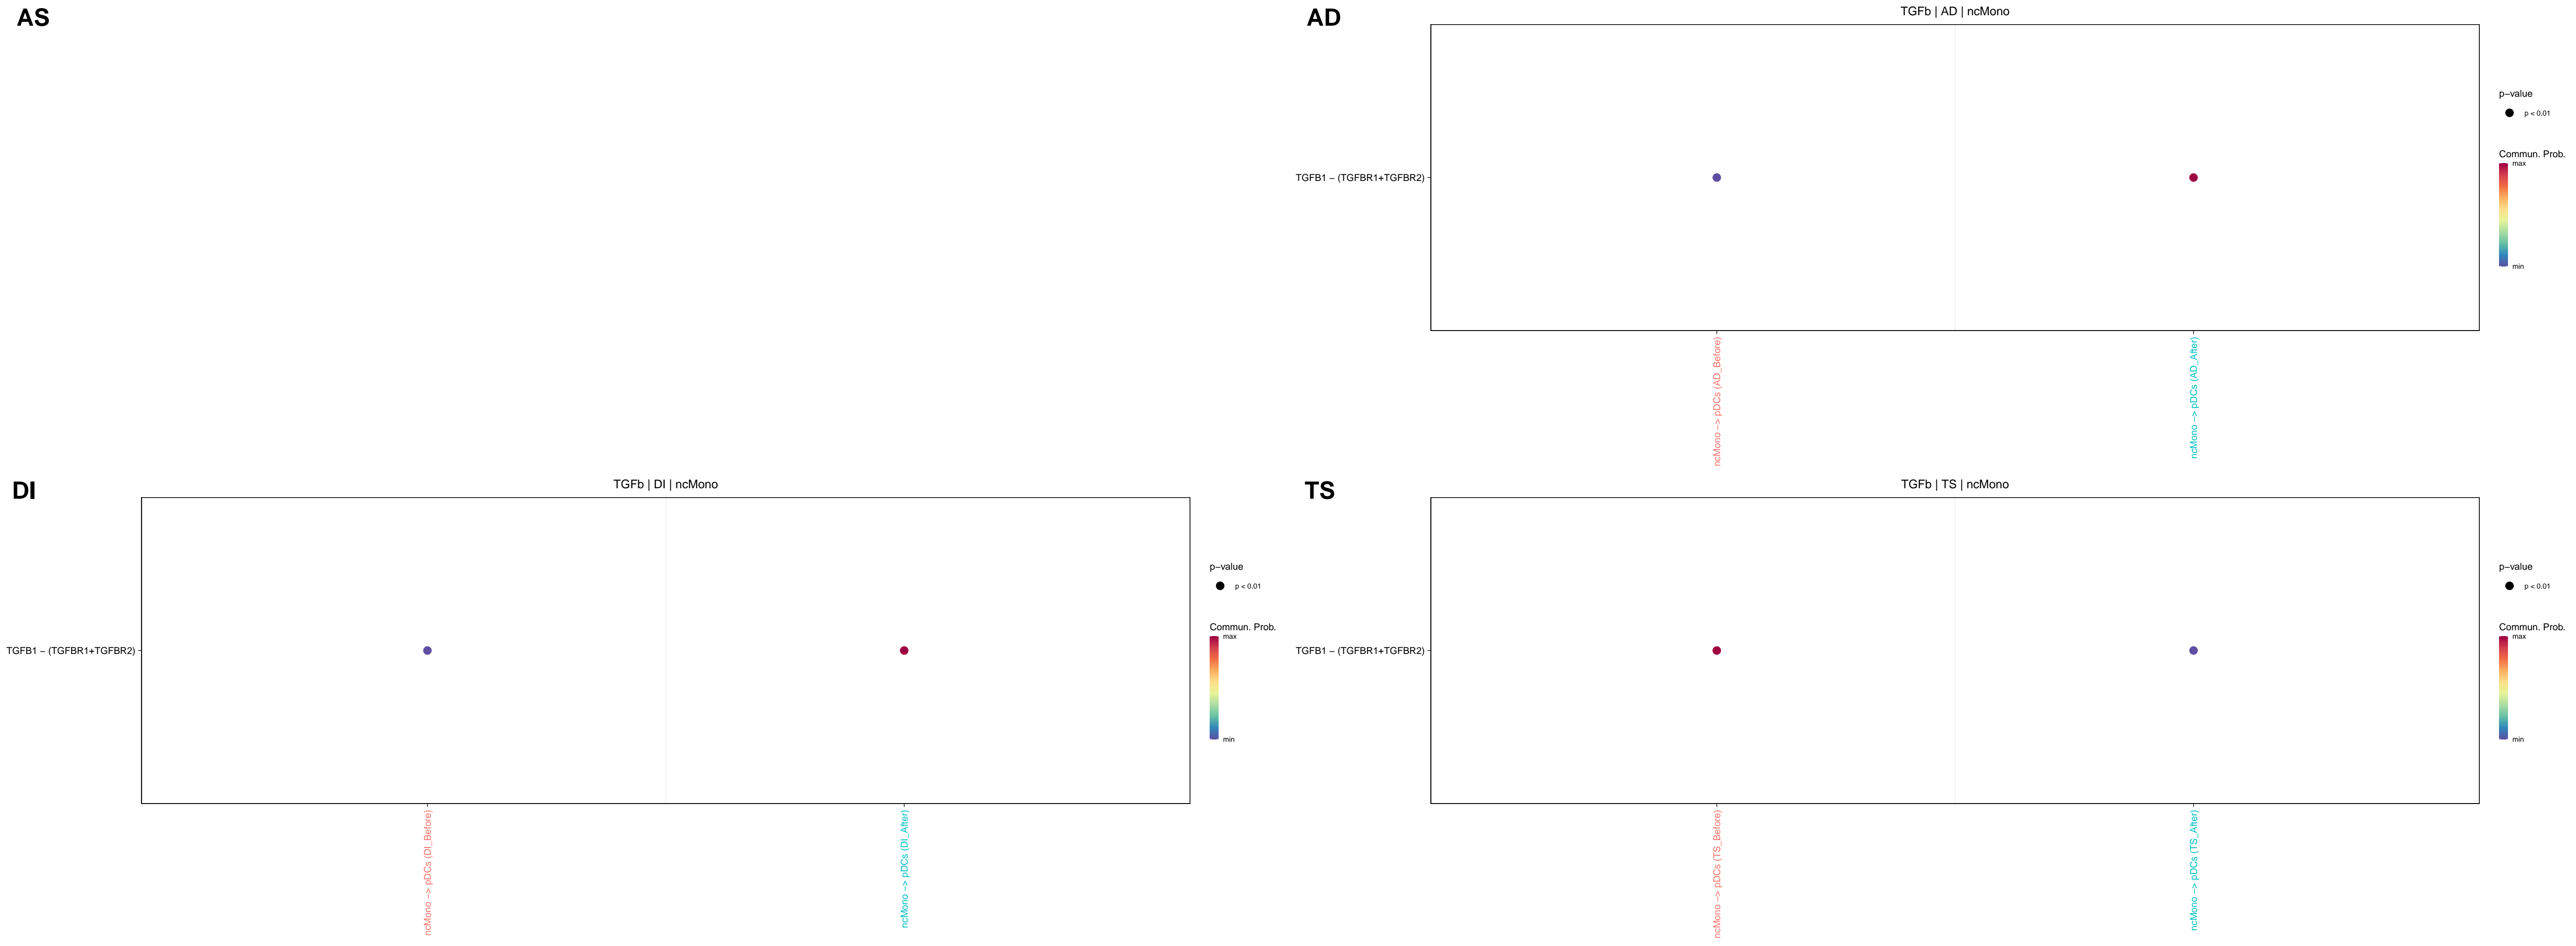 AS
AD
TGFb | AD | ncMono
TGFB1 − (TGFBR1+TGFBR2)
ncMono −> pDCs (AD_Before)
ncMono −> pDCs (AD_After)
p−value
p < 0.01
Commun. Prob.
max
min
DI
TGFb | DI | ncMono
TGFB1 − (TGFBR1+TGFBR2)
ncMono −> pDCs (DI_Before)
ncMono −> pDCs (DI_After)
p−value
p < 0.01
Commun. Prob.
max
min
TS
TGFb | TS | ncMono
TGFB1 − (TGFBR1+TGFBR2)
ncMono −> pDCs (TS_Before)
ncMono −> pDCs (TS_After)
p−value
p < 0.01
Commun. Prob.
max
min